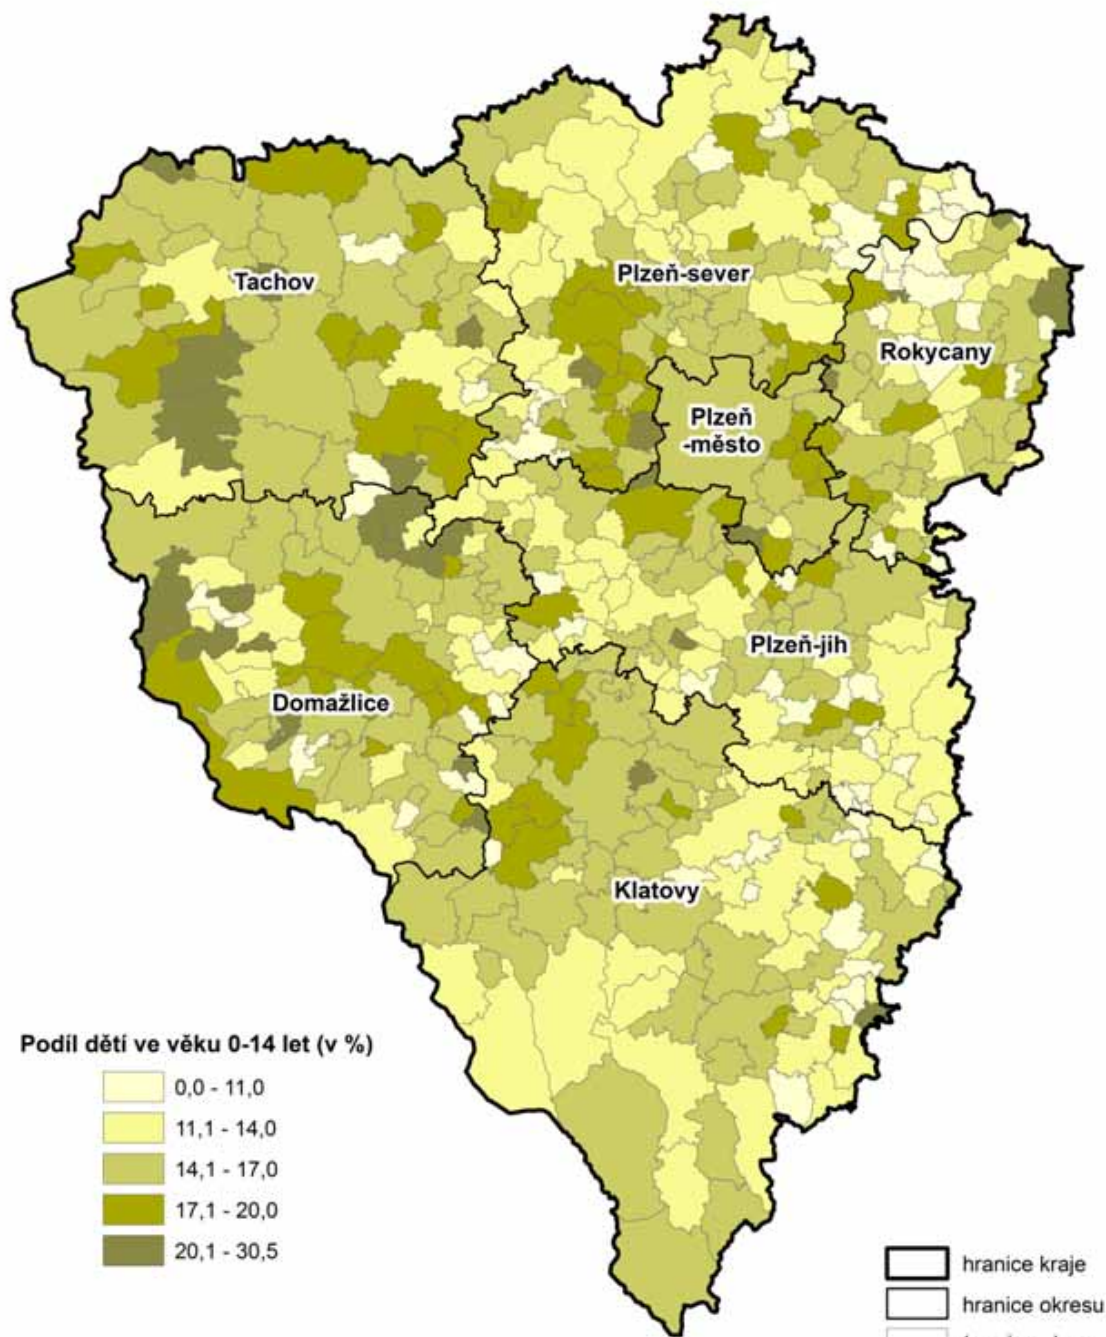 Tachov
Plzeň-sever
Rokycany
Plzeň
-město
Plzeň-jih
Domažlice
Klatovy
Podíl dětí ve věku 0-14 let (v %)
0,0 - 11,0
11,1 - 14,0
14,1 - 17,0
17,1 - 20,0
20,1 - 30,5
hranice kraje
hranice okresu